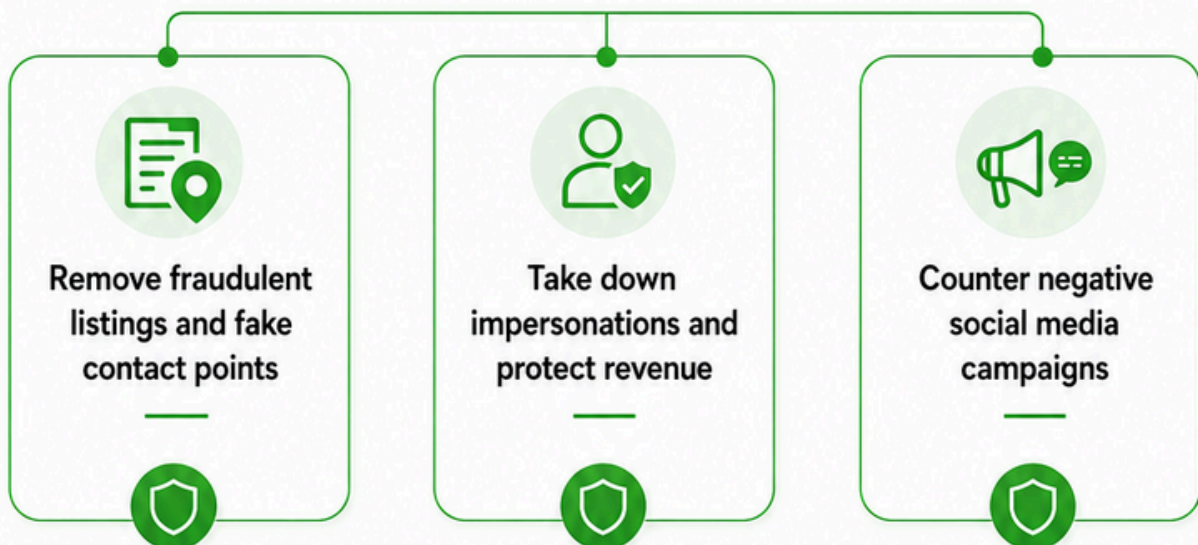 Remove fraudulent
listings and fake
contact points
Take down
impersonations and
protect revenue
Counter negative
social media
campaigns